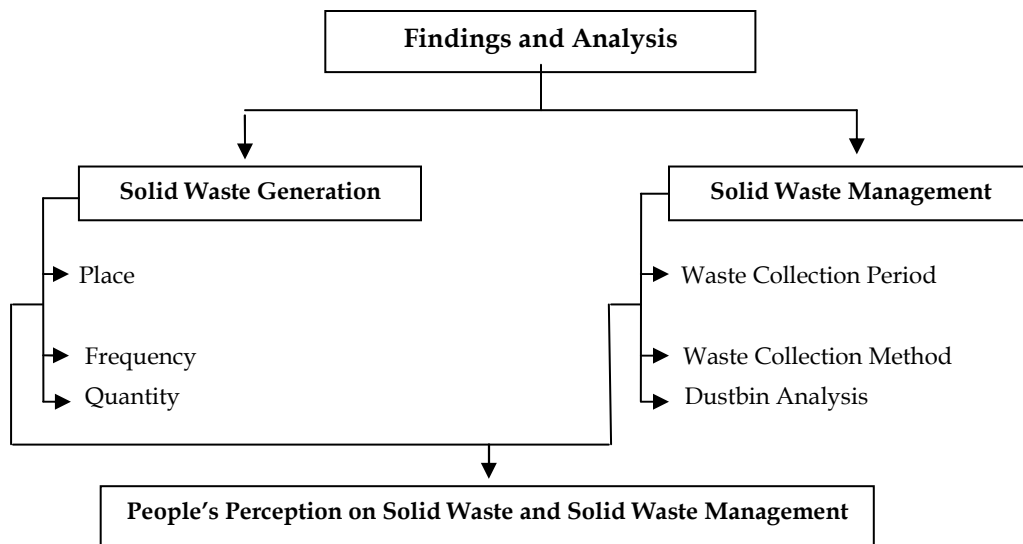 Findings and Analysis
Solid Waste Generation
Solid Waste Management
Place
Waste Collection Period
Frequency
Waste Collection Method
Quantity
Dustbin Analysis
People’s Perception on Solid Waste and Solid Waste Management